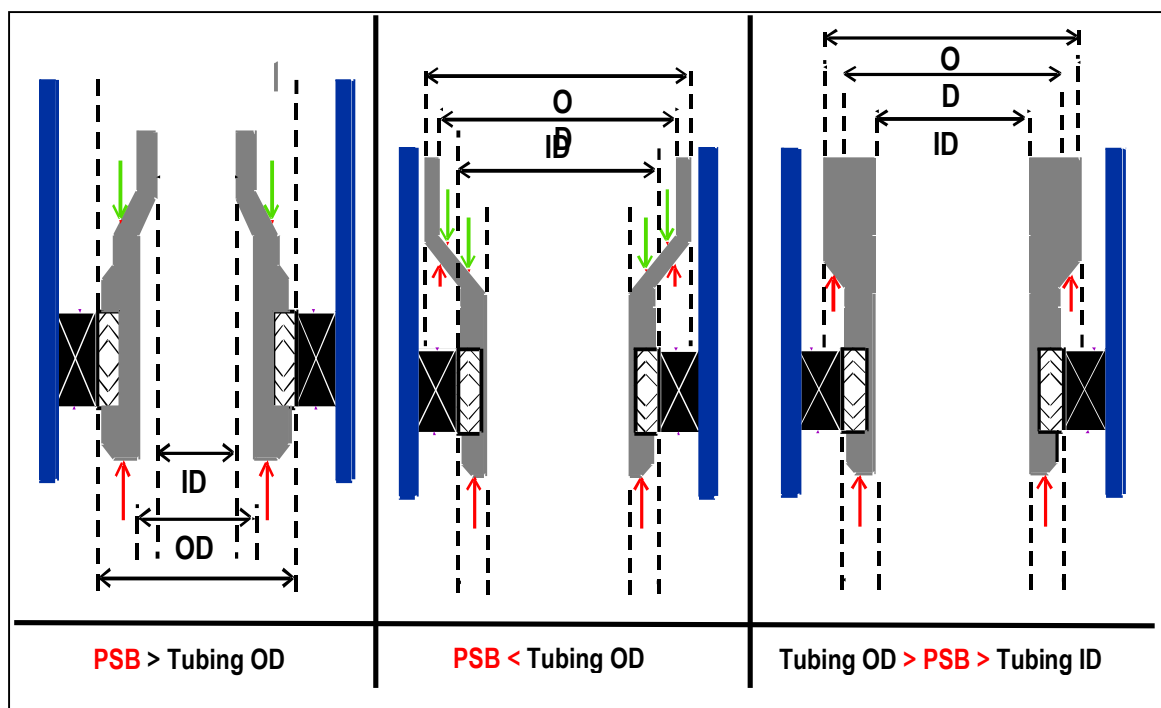 ID
OD
PSB > Tubing OD
O
D
ID
PSB < Tubing OD
O
D
ID
Tubing OD > PSB > Tubing ID